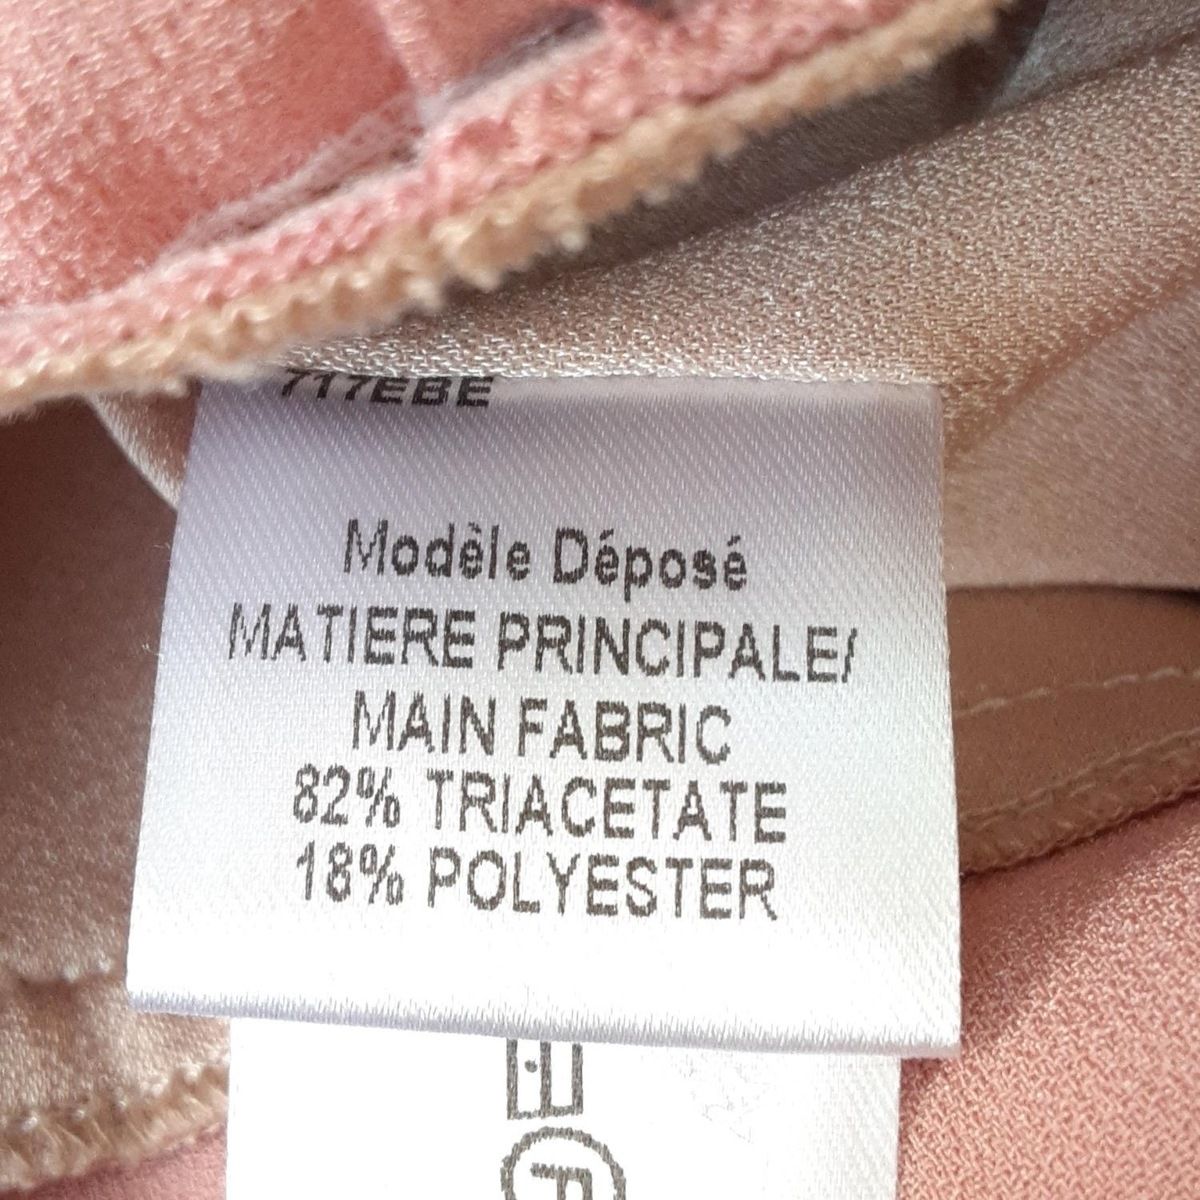 717EBE
Modèle Déposé
MATIERE PRINCIPALE/
MAIN FABRIC
82% TRIACETATE
18% POLYESTER